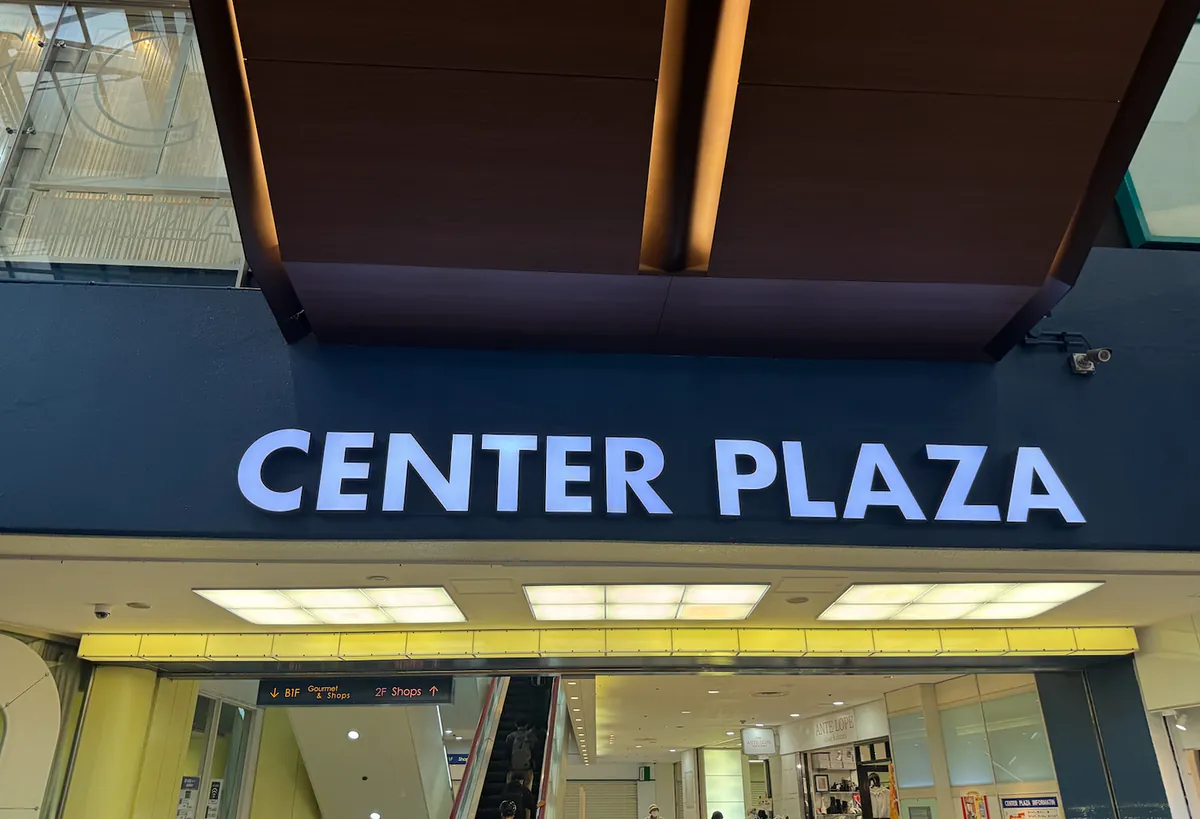 CENTER PLAZA
↓ B1F Gourmet & Shops 2F Shops ↑
ANTE LOPE
CENTER PLAZA INFORMATION